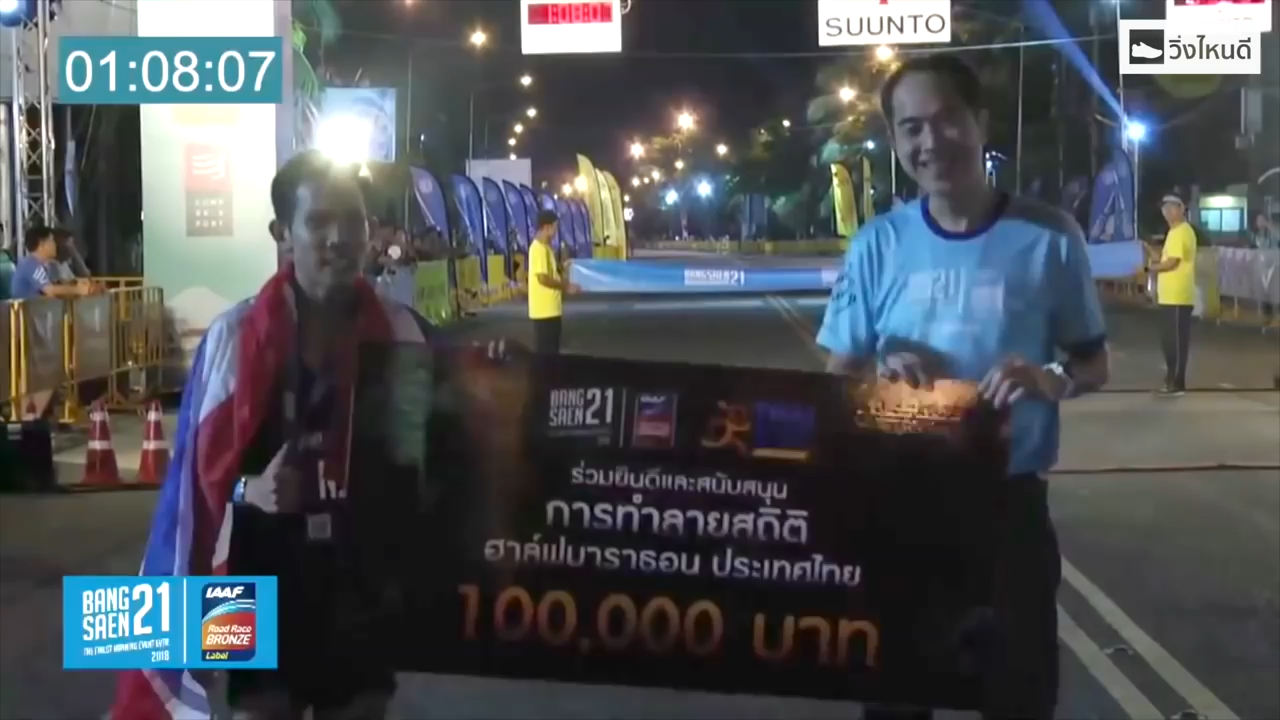 01:08:07
SUUNTO
วิ่งไหนดี
BANGSAEN21
BANG
SAEN 21
IAAF
ร่วมยินดีและสนับสนุน
การทำลายสถิติ
ฮาล์ฟมาราธอน ประเทศไทย
100,000 บาท
BANG
SAEN 21
THE FINEST RUNNING EVENT EVER
2018
IAAF
Road Race
BRONZE
Label